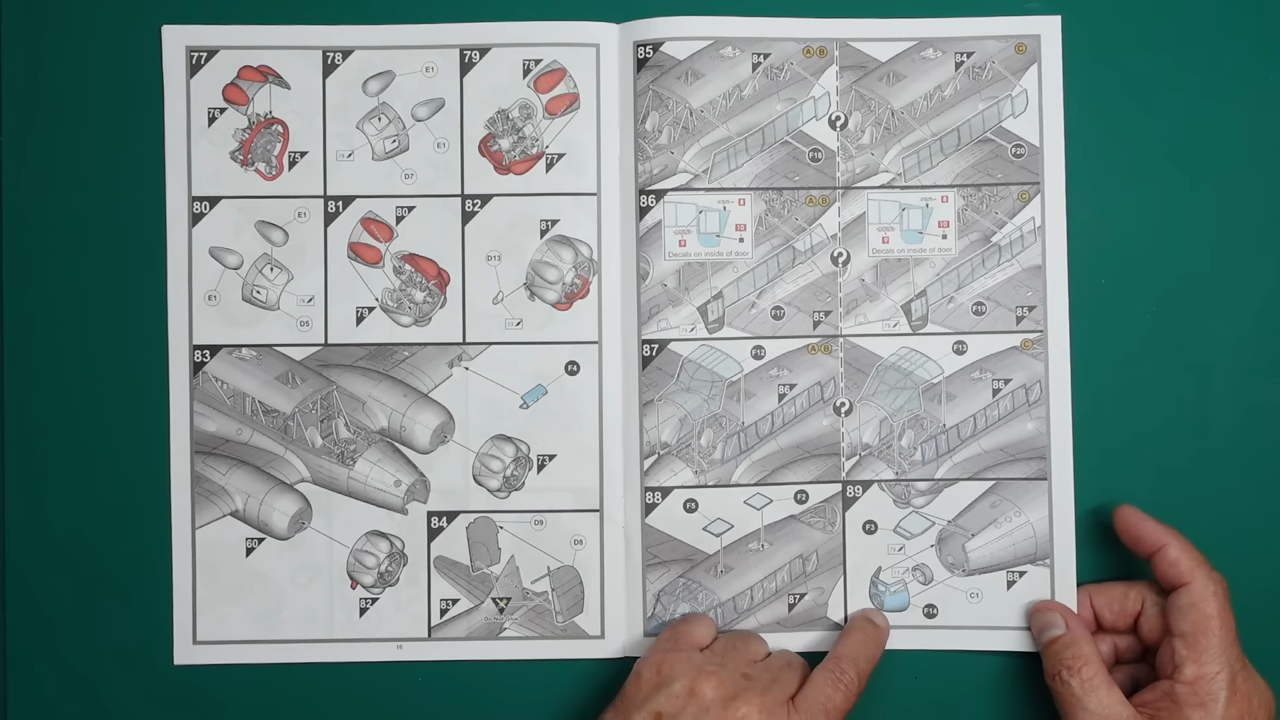 77
76
75
78
E1
E1
D7
79
78
77
80
E1
E1
D5
81
80
79
82
81
D13
83
F4
73
60
82
84
D9
D8
83
Do Not Glue
16
85
84
A B
F18
84
C
?
F20
86
8
10
9
Decals on inside of door
A B
F17
85
8
10
9
Decals on inside of door
C
?
F19
85
87
F12
A B
86
F13
C
?
86
88
F5
F2
87
89
F3
C1
F14
88